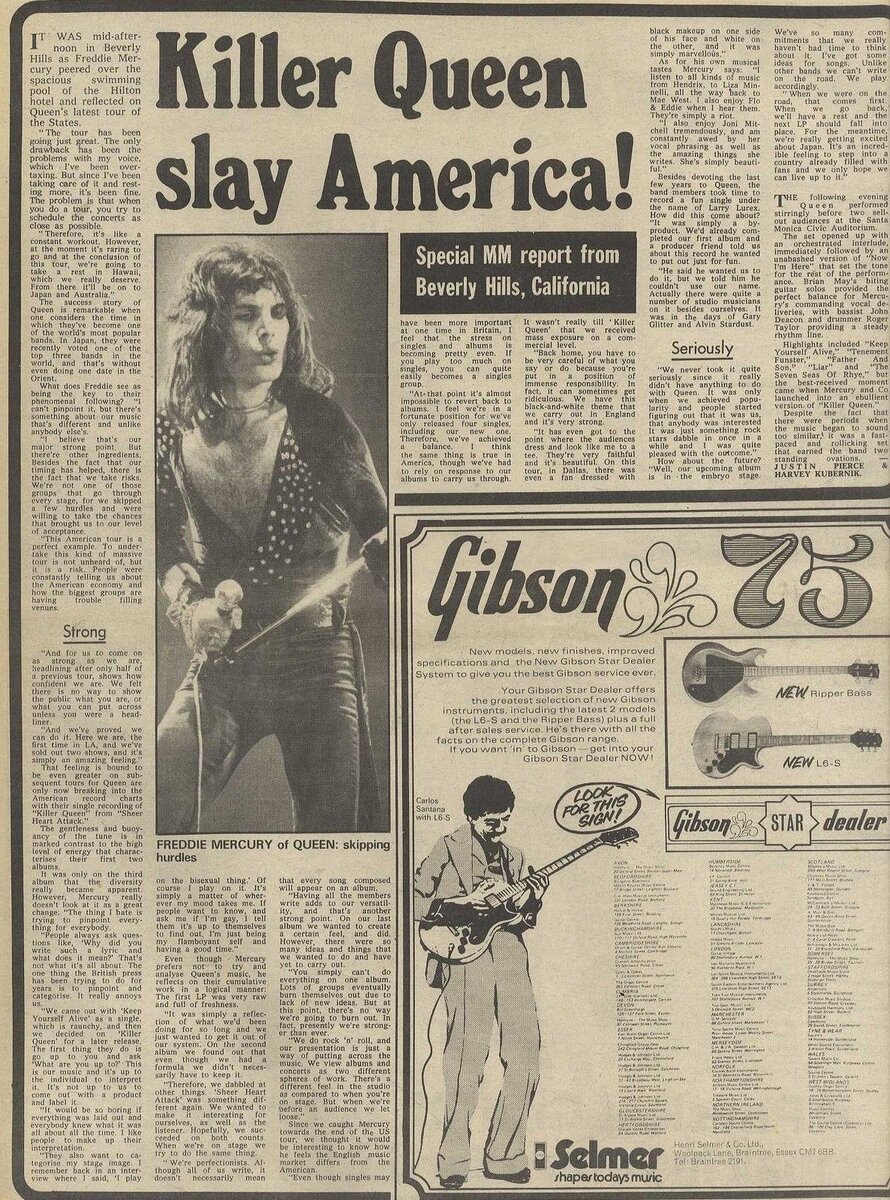 Killer Queen
slay America!
Special MM report from
Beverly Hills, California
IT WAS mid-after-
noon in Beverly
Hills as Freddie Mer-
cury peered over the
spacious swimming
pool of the Hilton
hotel and reflected on
Queen's latest tour of
the States.
"The tour has been
going just great. The only
drawback has been the
problems with my voice,
which I've been over-
taxing. But since I've been
taking care of it and rest-
ing more, it's been fine.
The problem is that when
you do a tour, you try to
schedule the concerts as
close as possible.
"Therefore, it's like a
constant workout. However,
at the moment it's raring to
go and at the conclusion of
this tour, we're going to
take a rest in Hawaii,
which we really deserve.
From there it'll be on to
Japan and Australia."
The success story of
Queen is remarkable when
one considers the time in
which they've become one
of the world's most popular
bands. In Japan, they were
recently voted one of the
top three bands in the
world, and that's without
even doing one date in the
Orient.
What does Freddie see as
being the key to their
phenomenal following? "I
can't pinpoint it, but there's
something about our music
that's different and unlike
anybody else's.
"I believe that's our
major strong point. But
there're other ingredients.
Besides the fact that our
timing has helped, there is
the fact that we take risks.
We're not one of those
groups that go through
every stage, for we skipped
a few hurdles and were
willing to take the chances
that brought us to our level
of acceptance.
"This American tour is a
perfect example. To under-
take this kind of massive
tour is not unheard of, but
it is a risk. People were
constantly telling us about
the American economy and
how the biggest groups are
having trouble filling
venues.
Strong
"And for us to come on
as strong as we are,
headlining after only half of
a previous tour, shows how
confident we are. We felt
there is no way to show
the public what you are, or
what you can put across
unless you were a head-
liner.
"And we've proved we
can do it. Here we are, the
first time in LA, and we've
sold out two shows, and it's
simply an amazing feeling."
That feeling is bound to
be even greater on sub-
sequent tours for Queen are
only now breaking into the
American record charts
with their single recording of
"Killer Queen" from "Sheer
Heart Attack."
The gentleness and buoy-
ancy of the tune is in
marked contrast to the high
level of energy that charac-
terises their first two
albums.
It was only on the third
album that the diversity
really became apparent.
However, Mercury really
doesn't look at it as a great
change: "The thing I hate is
trying to pinpoint every-
thing for everybody.
"People always ask ques-
tions like, 'Why did you
write such a lyric and
what does it mean?' That's
not what it's all about. The
one thing the British press
has been trying to do for
years is to pinpoint and
categorise. It really annoys
us.
"We came out with 'Keep
Yourself Alive' as a single,
which is raunchy, and then
we decided on 'Killer
Queen' for a later release.
The first thing they do is
go up to you and ask
"What are you up to?' This
is our music and it's up to
the individual to interpret
it. It's not up to us to
come out with a product
and label it.
"It would be so boring if
everything was laid out and
everybody knew what it was
all about all the time. I like
people to make up their
interpretation.
"They also want to ca-
tegorise my stage image. I
remember back in an inter-
view where I said, 'I play
FREDDIE MERCURY of QUEEN: skipping
hurdles
on the bisexual thing.' Of
course I play on it. It's
simply a matter of wher-
ever my mood takes me. If
people want to know, and
ask me if I'm gay, I tell
them it's up to themselves
to find out, I'm just being
my flamboyant self and
having a good time."
Even though Mercury
prefers not to try and
analyse Queen's music, he
reflects on their cumulative
work in a logical manner:
The first LP was very raw
and full of freshness.
"It was simply a reflec-
tion of what we'd been
doing for so long and we
just wanted to get it out of
our system. On the second
album we found out that
even though we had a
formula we didn't neces-
sarily have to keep it.
"Therefore, we dabbled at
other things. 'Sheer Heart
Attack' was something dif-
ferent again. We wanted to
make it interesting for
ourselves, as well as the
listener. Hopefully, we suc-
ceeded on both counts.
When we're on stage we
try to do the same thing.
"We're perfectionists. Al-
though all of us write, it
doesn't necessarily mean
that every song composed
will appear on an album.
"Having all the members
write adds to our versatil-
ity, and that's another
strong point. On our last
album we wanted to create
a certain feel, and did.
However, there were so
many ideas and things that
we wanted to do and have
yet to carry out.
"You simply can't do
everything on one album.
Lots of groups eventually
burn themselves out due to
lack of new ideas. But at
this point, there's no way
we're going to burn out. In
fact, presently we're strong-
er than ever.
"We do rock 'n' roll, and
our presentation is just a
way of putting across the
music. We view albums and
concerts as two different
spheres of work. There's a
different feel in the studio
as compared to when you're
on stage. But when we're
before an audience we let
loose."
Since we caught Mercury
towards the end of the US
tour, we thought it would
be interesting to know how
he feels the English music
market differs from the
American.
"Even though singles may
have been more important
at one time in Britain, I
feel that the stress on
singles and albums is
becoming pretty even. If
you play too much on
singles, you can quite
easily becomes a singles
group.
"At that point it's almost
impossible to revert back to
albums. I feel we're in a
fortunate position for we've
only released four singles,
including our new one.
Therefore, we've achieved
a balance. I think
the same thing is true in
America, though we've had
to rely on response to our
albums to carry us through.
It wasn't really till 'Killer
Queen' that we received
mass exposure on a com-
mercial level.
"Back home, you have to
be very careful of what you
say or do because you're
put in a position of
immense responsibility. In
fact, it can sometimes get
ridiculous. We have this
black-and-white theme that
we carry out in England
and it's very strong.
"It has even got to the
point where the audiences
dress and look like me to a
tee. They're very faithful
and it's beautiful. On this
tour, in Dallas, there was
even a fan dressed with
black makeup on one side
of his face and white on
the other, and it was
simply marvellous."
As for his own musical
tastes Mercury says: "I
listen to all kinds of music
from Hendrix, to Liza Min-
nelli, all the way back to
Mae West. I also enjoy Flo
& Eddie when I hear them.
They're simply a riot.
"I also enjoy Joni Mit-
chell tremendously, and am
constantly awed by her
vocal phrasing as well as
the amazing things she
writes. She's simply beauti-
ful."
Besides devoting the last
few years to Queen, the
band members took time to
record a fun single under
the name of Larry Lurex.
How did this come about?
"It was simply a by-
product. We'd already com-
pleted our first album and
a producer friend told us
about this record he wanted
to put out just for fun.
"He said he wanted us to
do it, but we told him he
couldn't use our name.
Actually there were quite a
number of studio musicians
on it besides ourselves. It
was in the days of Gary
Glitter and Alvin Stardust.
Seriously
"We never took it quite
seriously since it really
didn't have anything to do
with Queen. It was only
when we achieved popu-
larity and people started
figuring out that it was us,
that anybody was interested
It was just something rock
stars dabble in once in a
while and I was quite
pleased with the outcome."
How about the future?
"Well, our upcoming album
is in the embryo stage.
We've so many com-
mitments that we really
haven't had time to think
about it. I've got some
ideas for songs. Unlike
other bands we can't write
on the road. We play
accordingly.
"When we were on the
road, that comes first.
When we go back,
we'll have a rest and the
next LP should fall into
place. For the meantime,
we're really getting excited
about Japan. It's an incred-
ible feeling to step into a
country already filled with
fans and we only hope we
can live up to it."
THE following evening
Queen performed
stirringly before two sell-
out audiences at the Santa
Monica Civic Auditorium.
The set opened up with
an orchestrated interlude,
immediately followed by an
unabashed version of "Now
I'm Here" that set the tone
for the rest of the perform-
ance. Brian May's biting
guitar solos provided the
perfect balance for Mercu-
ry's commanding vocal de-
liveries, with bassist John
Deacon and drummer Roger
Taylor providing a steady
rhythm line.
Highlights included "Keep
Yourself Alive," "Tenement
Funster," "Father And
Son," "Liar" and "The
Seven Seas Of Rhye," but
the best-received moment
came when Mercury and Co
launched into an ebullient
version of "Killer Queen."
Despite the fact that
there were periods when
the music began to sound
too similar, it was a fast-
paced and rollicking set
that earned the band two
standing ovations. —
JUSTIN PIERCE &
HARVEY KUBERNIK.
Gibson 75
New models, new finishes, improved
specifications and the New Gibson Star Dealer
System to give you the best Gibson service ever.
Your Gibson Star Dealer offers
the greatest selection of new Gibson
instruments, including the latest 2 models
(the L6-S and the Ripper Bass) plus a full
after sales service. He's there with all the
facts on the complete Gibson range.
If you want 'in' to Gibson — get into your
Gibson Star Dealer NOW!
NEW Ripper Bass
NEW L6-S
Carlos
Santana
with L6-S
LOOK
FOR THIS
SIGN!
Gibson STAR dealer
AVON
BEDFORDSHIRE
BERKSHIRE
BUCKINGHAMSHIRE
CAMBRIDGESHIRE
CHESHIRE
CUMBRIA
DEVON
ESSEX
GLOUCESTERSHIRE
HERTFORDSHIRE
HUMBERSIDE
JERSEY C.I.
KENT
LONDON
MANCHESTER
MERSEYSIDE
NORFOLK
NORTHAMPTONSHIRE
NORTHERN IRELAND
NOTTINGHAMSHIRE
SCOTLAND
SOMERSET
STAFFORDSHIRE
SURREY
SUSSEX
TYNE & WEAR
WALES
WEST MIDLANDS
Selmer
shapes todays music
Henri Selmer & Co. Ltd.,
Woolpack Lane, Braintree, Essex CM7 6BB.
Tel: Braintree 2191.